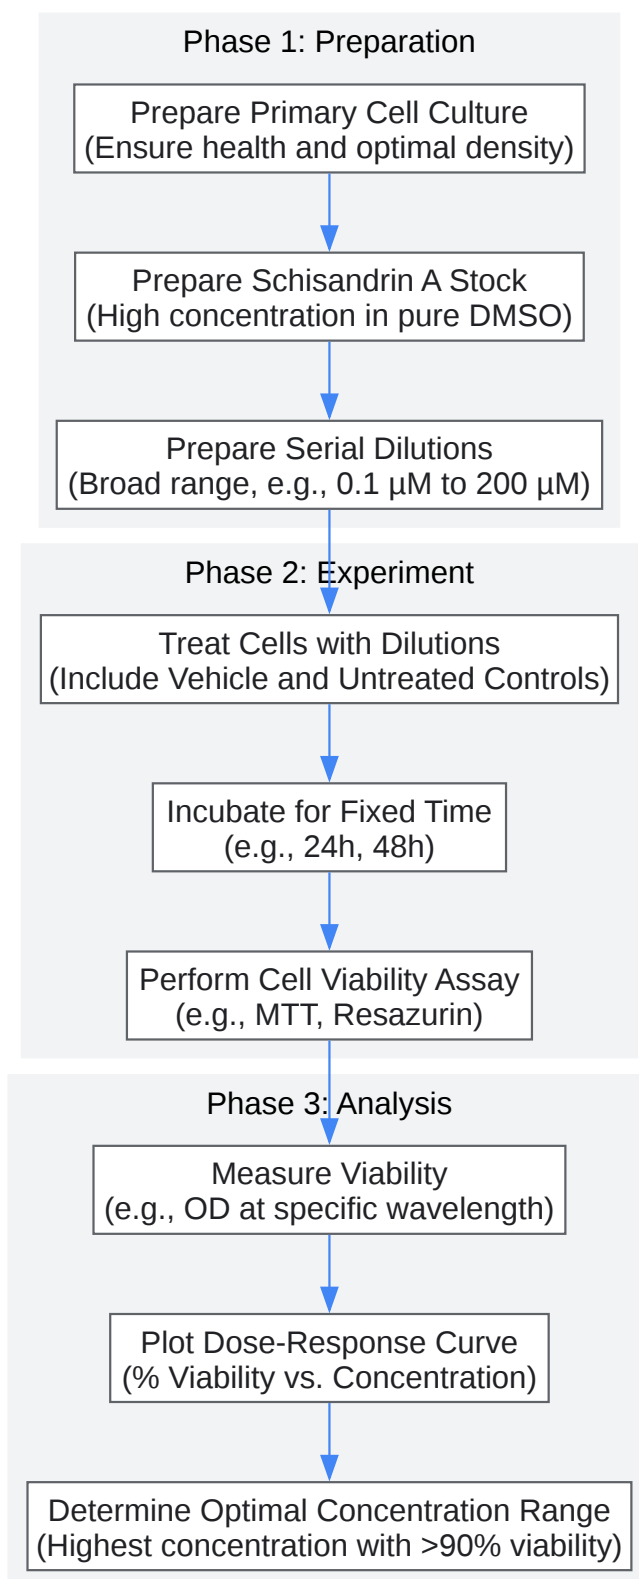 Phase 1: Preparation
Prepare Primary Cell Culture
(Ensure health and optimal density)
Prepare Schisandrin A Stock
(High concentration in pure DMSO)
Prepare Serial Dilutions
(Broad range, e.g., 0.1 µM to 200 µM)
Phase 2: Experiment
Treat Cells with Dilutions
(Include Vehicle and Untreated Controls)
Incubate for Fixed Time
(e.g., 24h, 48h)
Perform Cell Viability Assay
(e.g., MTT, Resazurin)
Phase 3: Analysis
Measure Viability
(e.g., OD at specific wavelength)
Plot Dose-Response Curve
(% Viability vs. Concentration)
Determine Optimal Concentration Range
(Highest concentration with >90% viability)